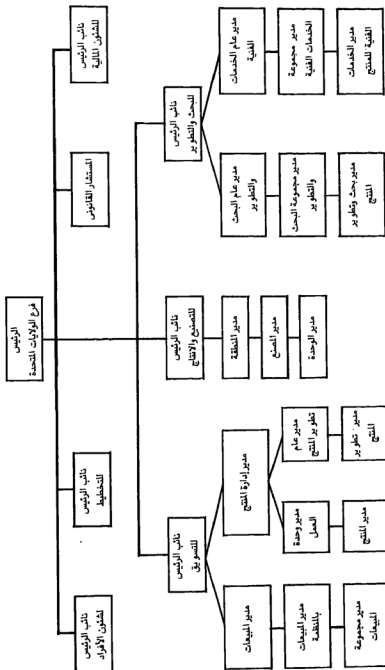 الرئيس
فرع الولايات المتحدة
نائب الرئيس
للشئون المالية
المستشار القانونى
نائب الرئيس
للتخطيط
نائب الرئيس
لشئون الأفراد
نائب الرئيس
للبحث والتطوير
نائب الرئيس
للتصنيع والانتاج
نائب الرئيس
للتسويق
مدير عام الخدمات
الفنية
مدير عام البحث
والتطوير
مدير المنطقة
مدير إدارة المنتج
مدير المبيعات
مدير مجموعة
الخدمات الفنية
مدير مجموعة البحث
والتطوير
مدير المصنع
مدير عام
تطوير المنتج
مدير وحدة
العمل
مدير المبيعات
بالمنطقة
مدير الخدمات
الفنية للمنتج
مدير بحث وتطوير
المنتج
مدير الوحدة
مدير تطوير
المنتج
مدير المنتج
مدير مجموعة
المبيعات